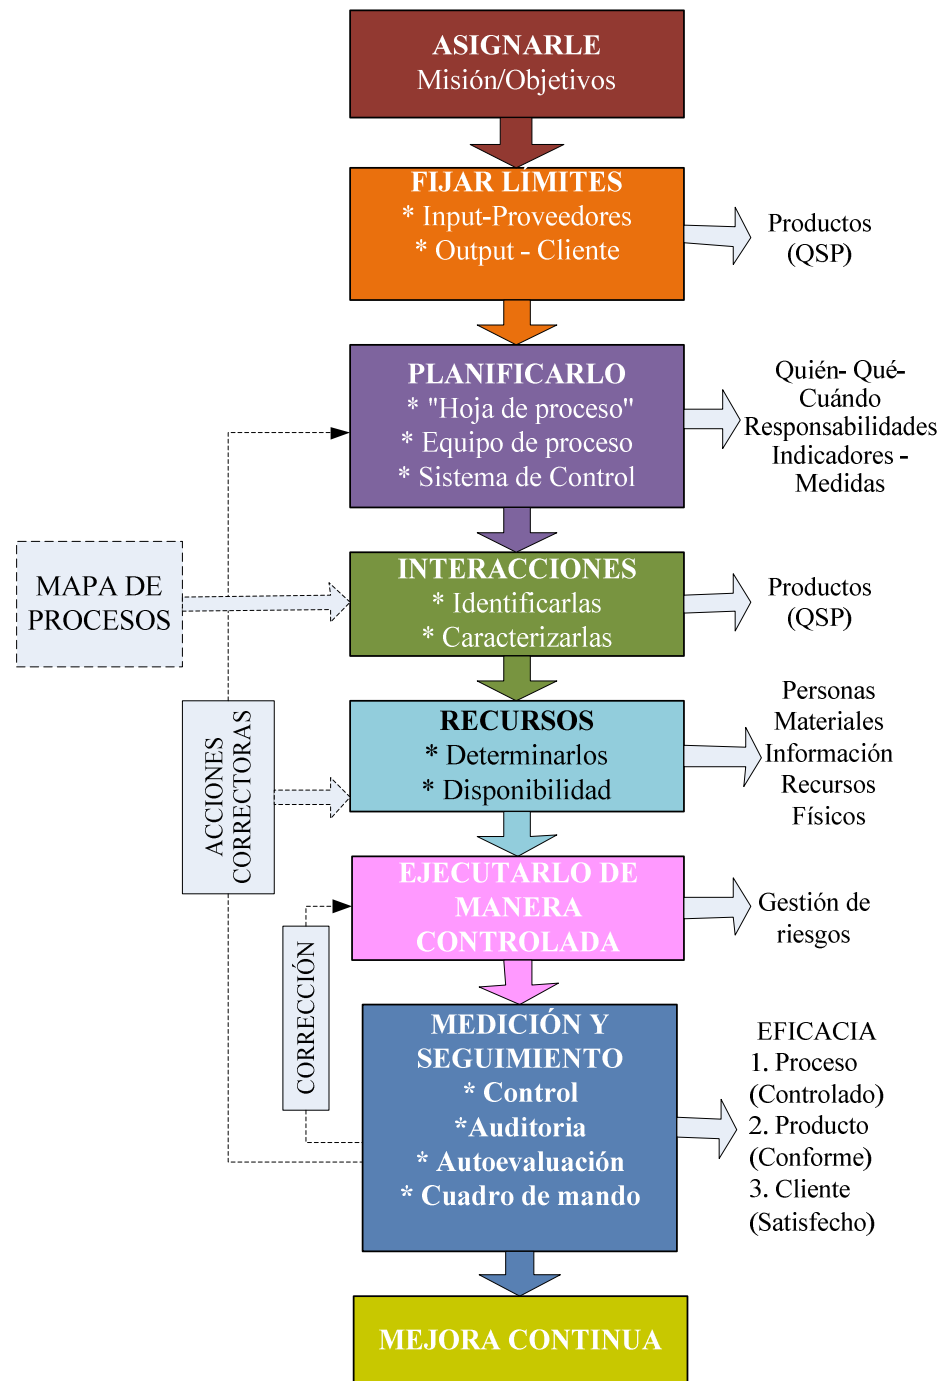 ASIGNARLE
Misión/Objetivos
FIJAR LÍMITES
* Input-Proveedores
* Output - Cliente
Productos
(QSP)
PLANIFICARLO
* "Hoja de proceso"
* Equipo de proceso
* Sistema de Control
Quién- Qué-
Cuándo
Responsabilidades
Indicadores -
Medidas
MAPA DE
PROCESOS
INTERACCIONES
* Identificarlas
* Caracterizarlas
Productos
(QSP)
ACCIONES
CORRECTORAS
RECURSOS
* Determinarlos
* Disponibilidad
Personas
Materiales
Información
Recursos
Físicos
EJECUTARLO DE
MANERA
CONTROLADA
Gestión de
riesgos
CORRECCIÓN
MEDICIÓN Y
SEGUIMIENTO
* Control
*Auditoria
* Autoevaluación
* Cuadro de mando
EFICACIA
1. Proceso
(Controlado)
2. Producto
(Conforme)
3. Cliente
(Satisfecho)
MEJORA CONTINUA